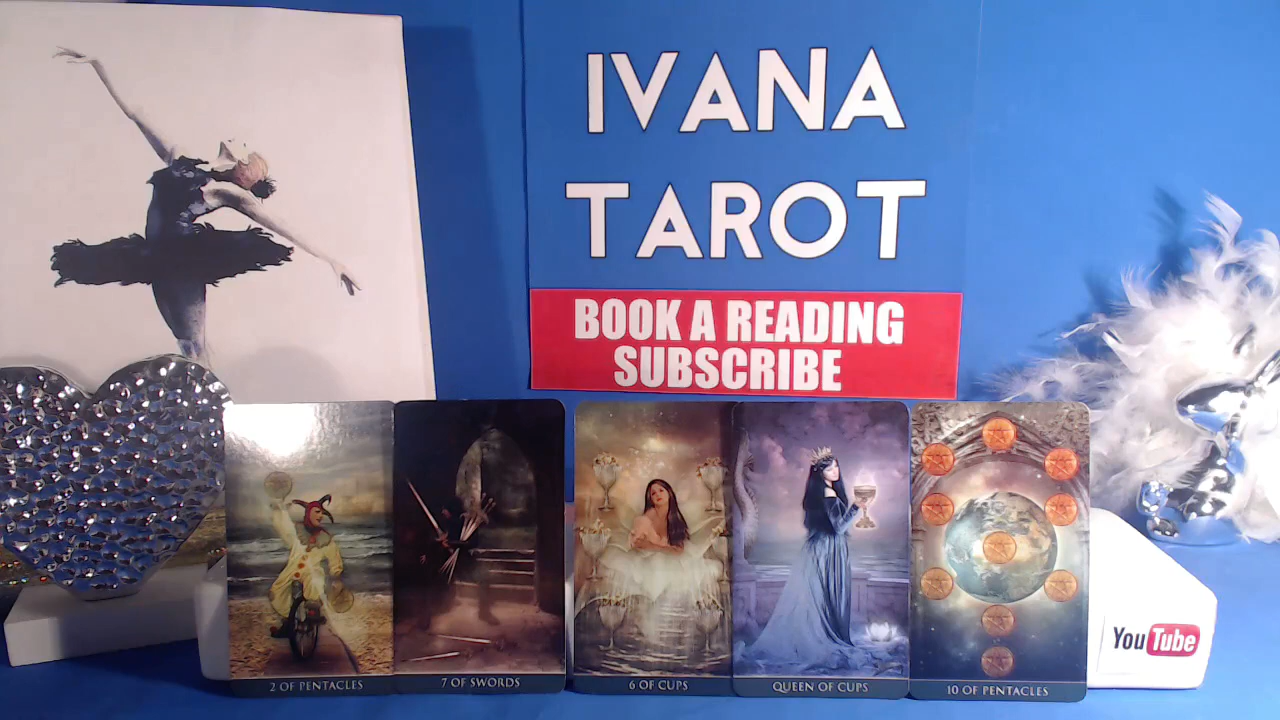 IVANA
TAROT
BOOK A READING
SUBSCRIBE
2 OF PENTACLES
7 OF SWORDS
6 OF CUPS
QUEEN OF CUPS
10 OF PENTACLES
YouTube